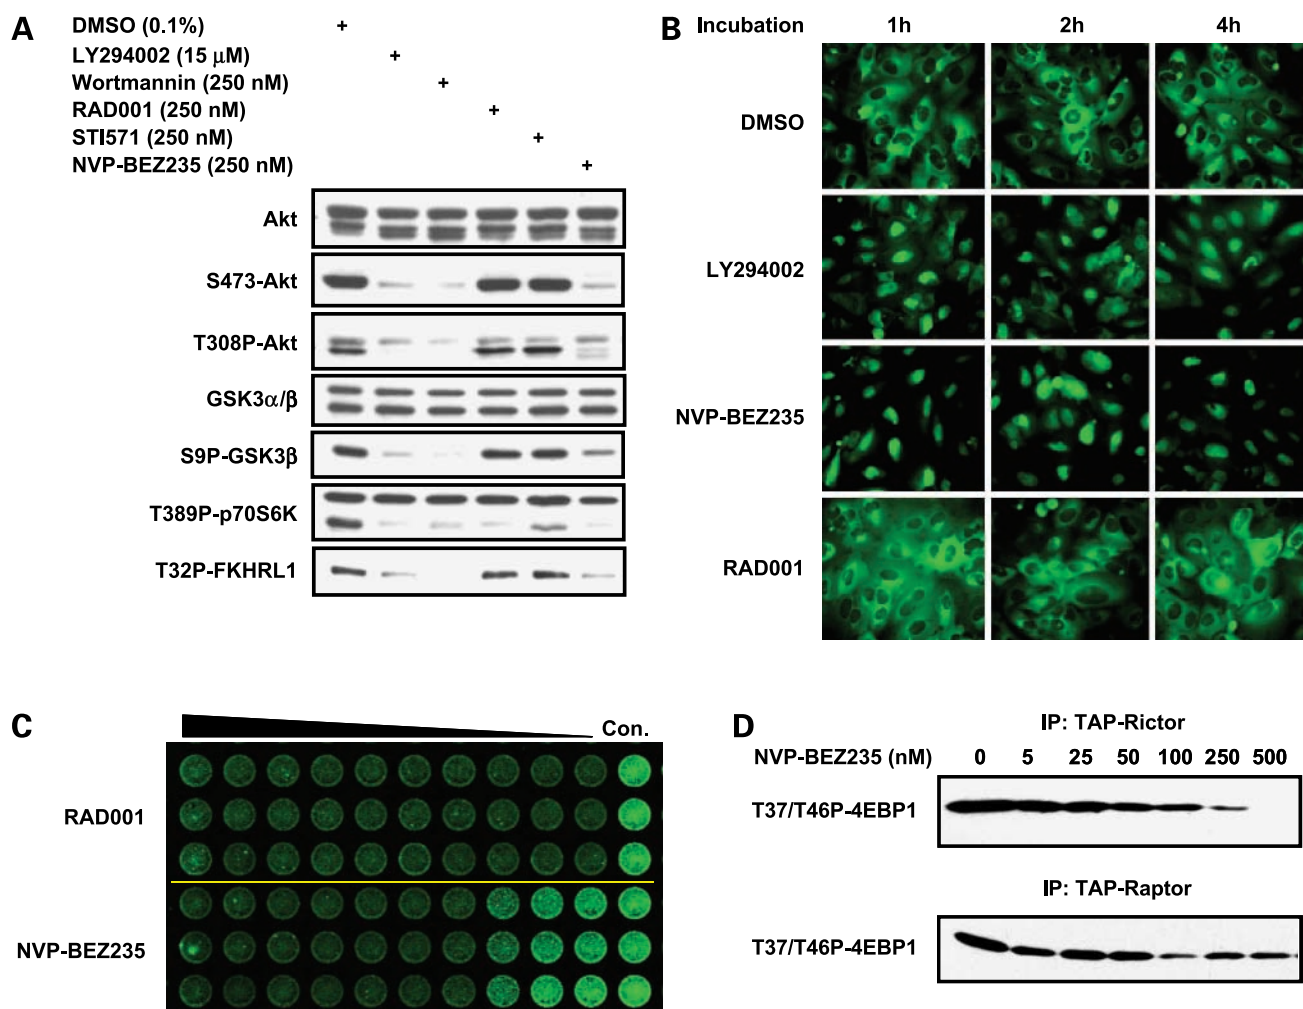 A
DMSO (0.1%) +
LY294002 (15 μM) +
Wortmannin (250 nM) +
RAD001 (250 nM) +
STI571 (250 nM) +
NVP-BEZ235 (250 nM) +
Akt
S473-Akt
T308P-Akt
GSK3α/β
S9P-GSK3β
T389P-p70S6K
T32P-FKHRL1
B
Incubation 1h 2h 4h
DMSO
LY294002
NVP-BEZ235
RAD001
C
Con.
RAD001
NVP-BEZ235
D
IP: TAP-Rictor
NVP-BEZ235 (nM) 0 5 25 50 100 250 500
T37/T46P-4EBP1
IP: TAP-Raptor
T37/T46P-4EBP1